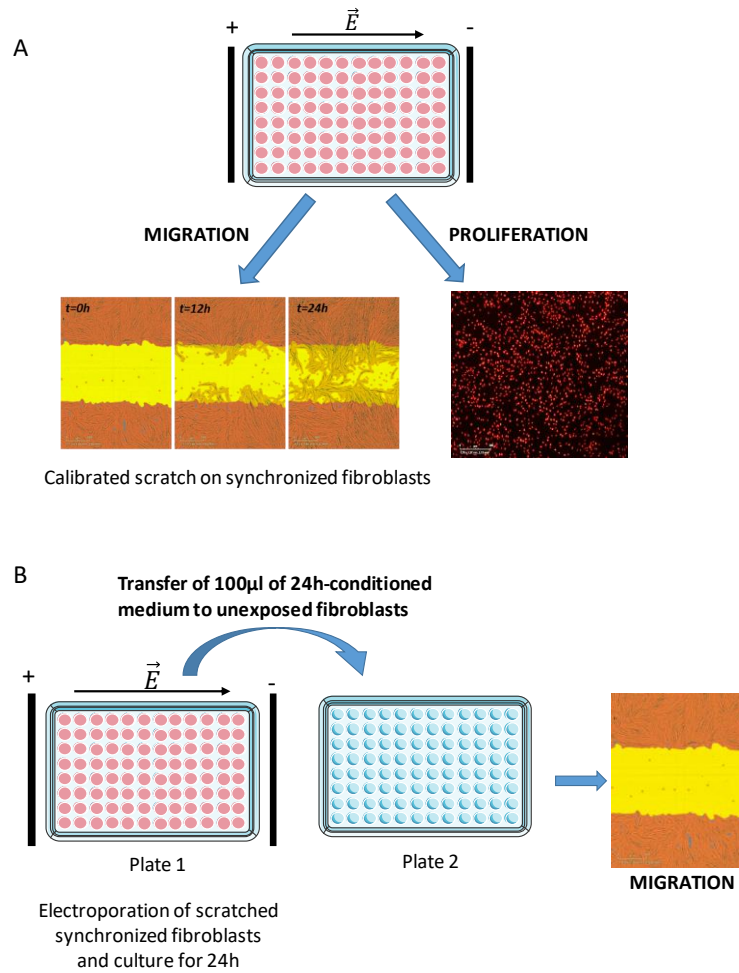 A
+
E
-
MIGRATION
PROLIFERATION
t=0h
t=12h
t=24h
Calibrated scratch on synchronized fibroblasts
B
Transfer of 100µl of 24h-conditioned
medium to unexposed fibroblasts
+
E
-
Plate 1
Plate 2
MIGRATION
Electroporation of scratched
synchronized fibroblasts
and culture for 24h